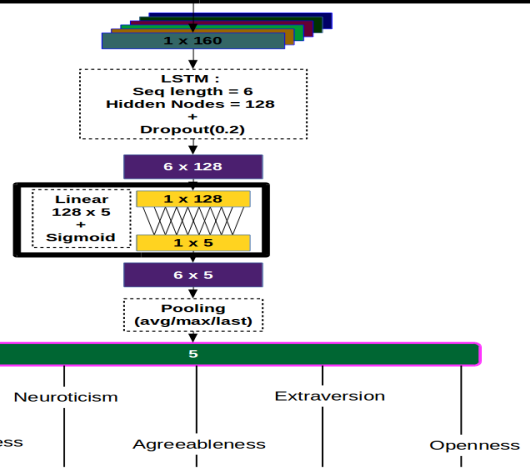 1 x 160
LSTM :
Seq length = 6
Hidden Nodes = 128
+
Dropout(0.2)
6 x 128
Linear
128 x 5
+
Sigmoid
1 x 128
1 x 5
6 x 5
Pooling
(avg/max/last)
5
Neuroticism
Extraversion
ess
Agreeableness
Openness